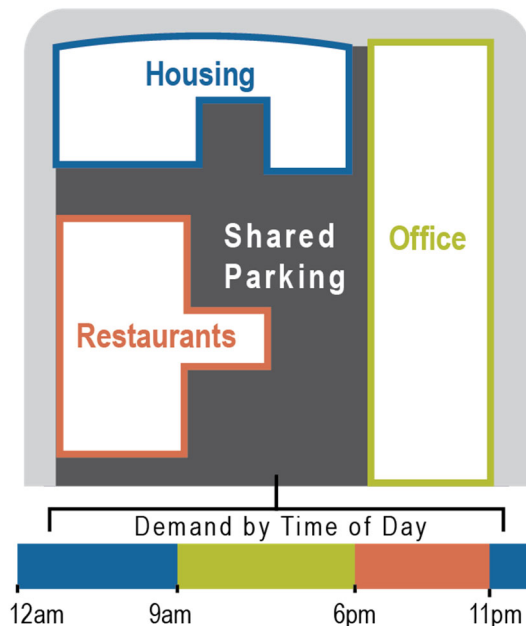 Housing
Shared
Parking
Office
Restaurants
Demand by Time of Day
12am 9am 6pm 11pm